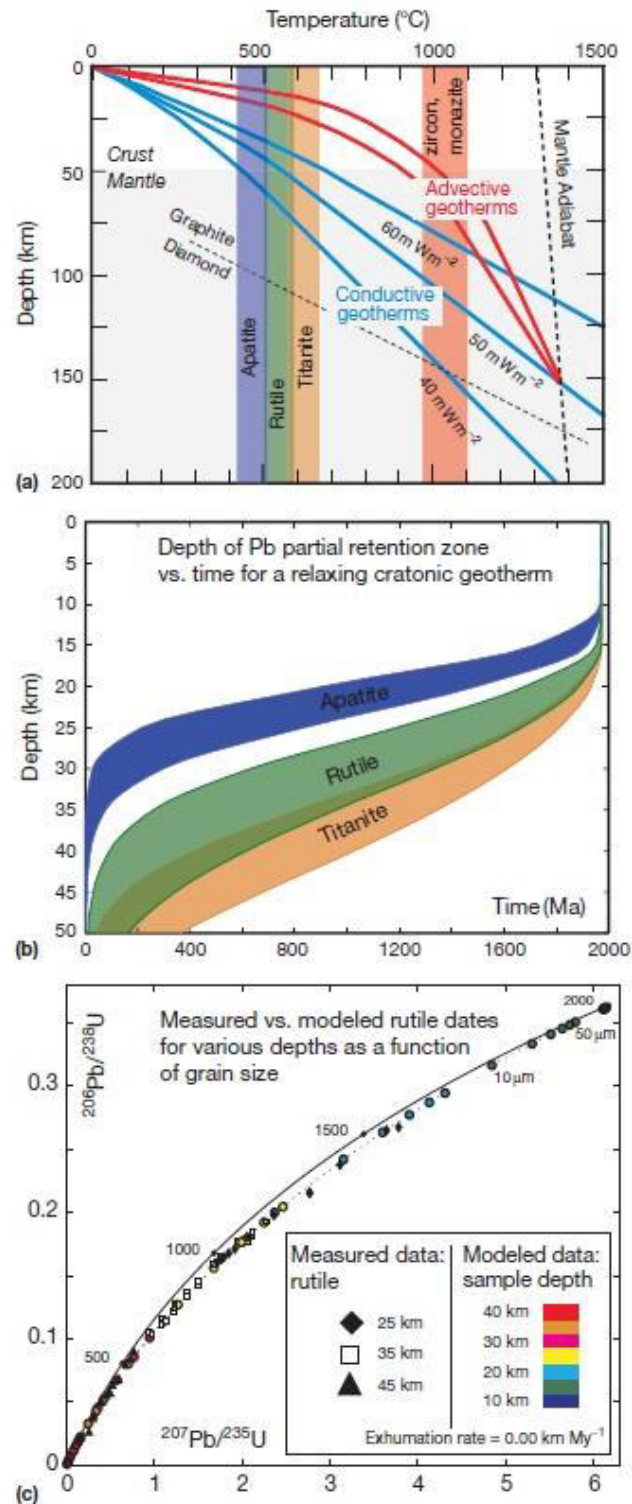 Temperature (°C)
0 500 1000 1500
0
50
100
150
200
Depth (km)
Crust
Mantle
Graphite
Diamond
Apatite
Rutile
Titanite
zircon,
monazite
Advective
geotherms
Conductive
geotherms
60 m Wm⁻²
50 m Wm⁻²
40 m Wm⁻²
Mantle Adiabat
(a)
Depth of Pb partial retention zone
vs. time for a relaxing cratonic geotherm
0
5
10
15
20
25
30
35
40
45
50
Depth (km)
Apatite
Rutile
Titanite
Time (Ma)
0 400 800 1200 1600 2000
(b)
Measured vs. modeled rutile dates
for various depths as a function
of grain size
²⁰⁶Pb/²³⁸U
0.3
0.2
0.1
0
2000
50 μm
10 μm
1500
1000
500
Measured data:
rutile
25 km
35 km
45 km
Modeled data:
sample depth
40 km
30 km
20 km
10 km
Exhumation rate = 0.00 km My⁻¹
²⁰⁷Pb/²³⁵U
0 1 2 3 4 5 6
(c)